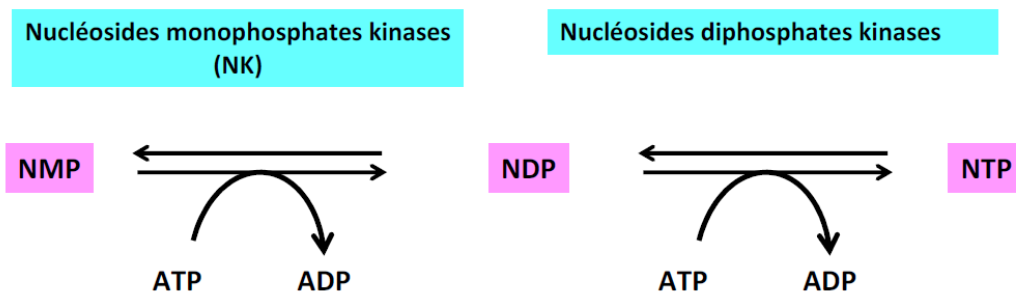 Nucléosides monophosphates kinases
(NK)
Nucléosides diphosphates kinases
NMP
NDP
NTP
ATP
ADP
ATP
ADP